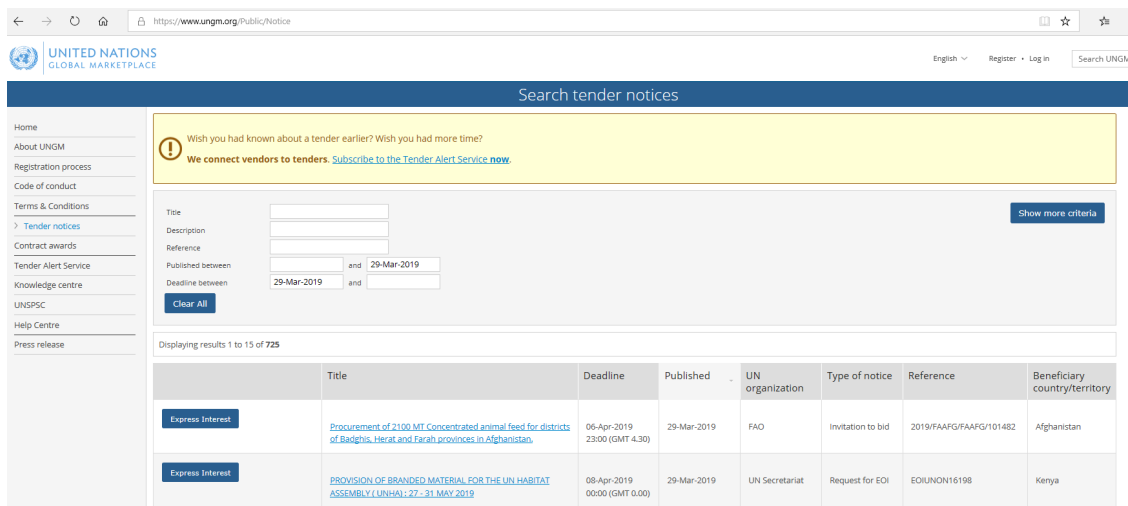 https://www.ungm.org/Public/Notice
UNITED NATIONS
GLOBAL MARKETPLACE
English
Register • Log in
Search UNGM
Search tender notices
Home
About UNGM
Registration process
Code of conduct
Terms & Conditions
> Tender notices
Contract awards
Tender Alert Service
Knowledge centre
UNSPSC
Help Centre
Press release
Wish you had known about a tender earlier? Wish you had more time?
We connect vendors to tenders. Subscribe to the Tender Alert Service now.
Show more criteria
Title
Description
Reference
Published between and 29-Mar-2019
Deadline between 29-Mar-2019 and
Clear All
Displaying results 1 to 15 of 725
Title Deadline Published UN organization Type of notice Reference Beneficiary country/territory
Express Interest
Procurement of 2100 MT Concentrated animal feed for districts
of Badghis, Herat and Farah provinces in Afghanistan.
06-Apr-2019
23:00 (GMT 4.30)
29-Mar-2019
FAO
Invitation to bid
2019/FAAFG/FAAFG/101482
Afghanistan
Express Interest
PROVISION OF BRANDED MATERIAL FOR THE UN HABITAT
ASSEMBLY ( UNHA) : 27 - 31 MAY 2019
08-Apr-2019
00:00 (GMT 0.00)
29-Mar-2019
UN Secretariat
Request for EOI
EOIUNON16198
Kenya